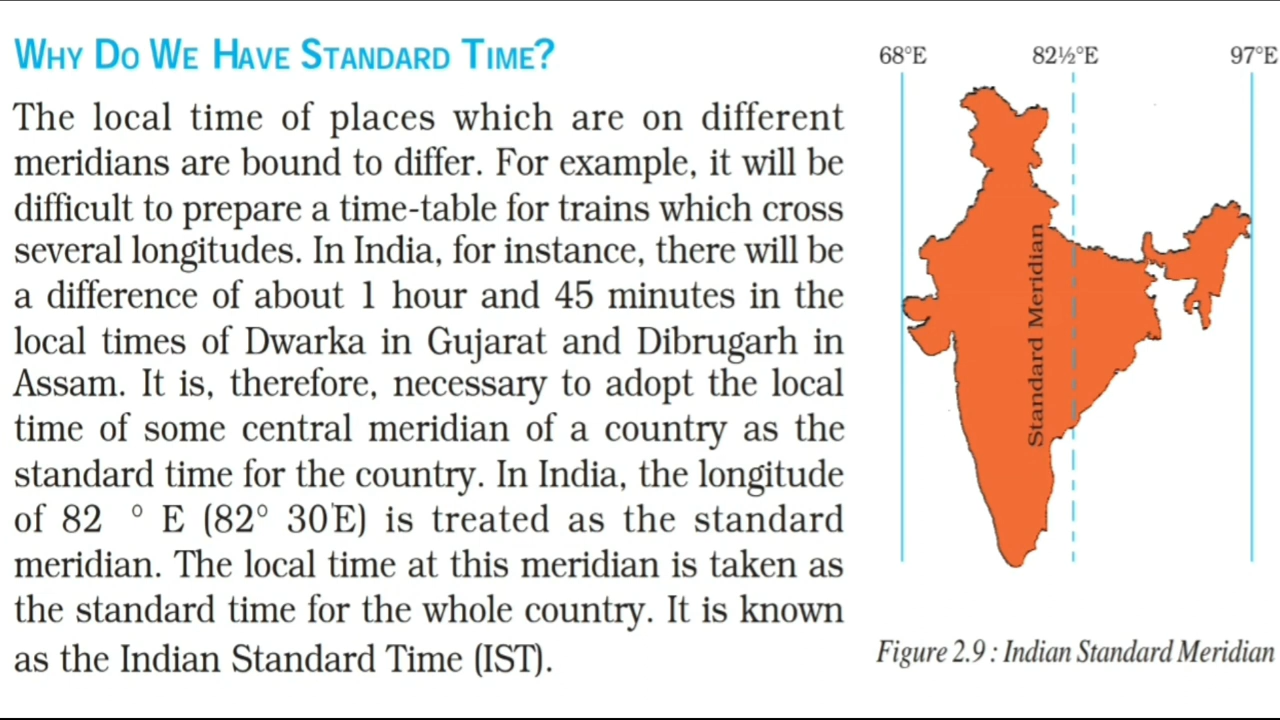 WHY DO WE HAVE STANDARD TIME?
The local time of places which are on different
meridians are bound to differ. For example, it will be
difficult to prepare a time-table for trains which cross
several longitudes. In India, for instance, there will be
a difference of about 1 hour and 45 minutes in the
local times of Dwarka in Gujarat and Dibrugarh in
Assam. It is, therefore, necessary to adopt the local
time of some central meridian of a country as the
standard time for the country. In India, the longitude
of 82 ° E (82° 30'E) is treated as the standard
meridian. The local time at this meridian is taken as
the standard time for the whole country. It is known
as the Indian Standard Time (IST).
68°E 82½°E 97°E
Standard Meridian
Figure 2.9 : Indian Standard Meridian